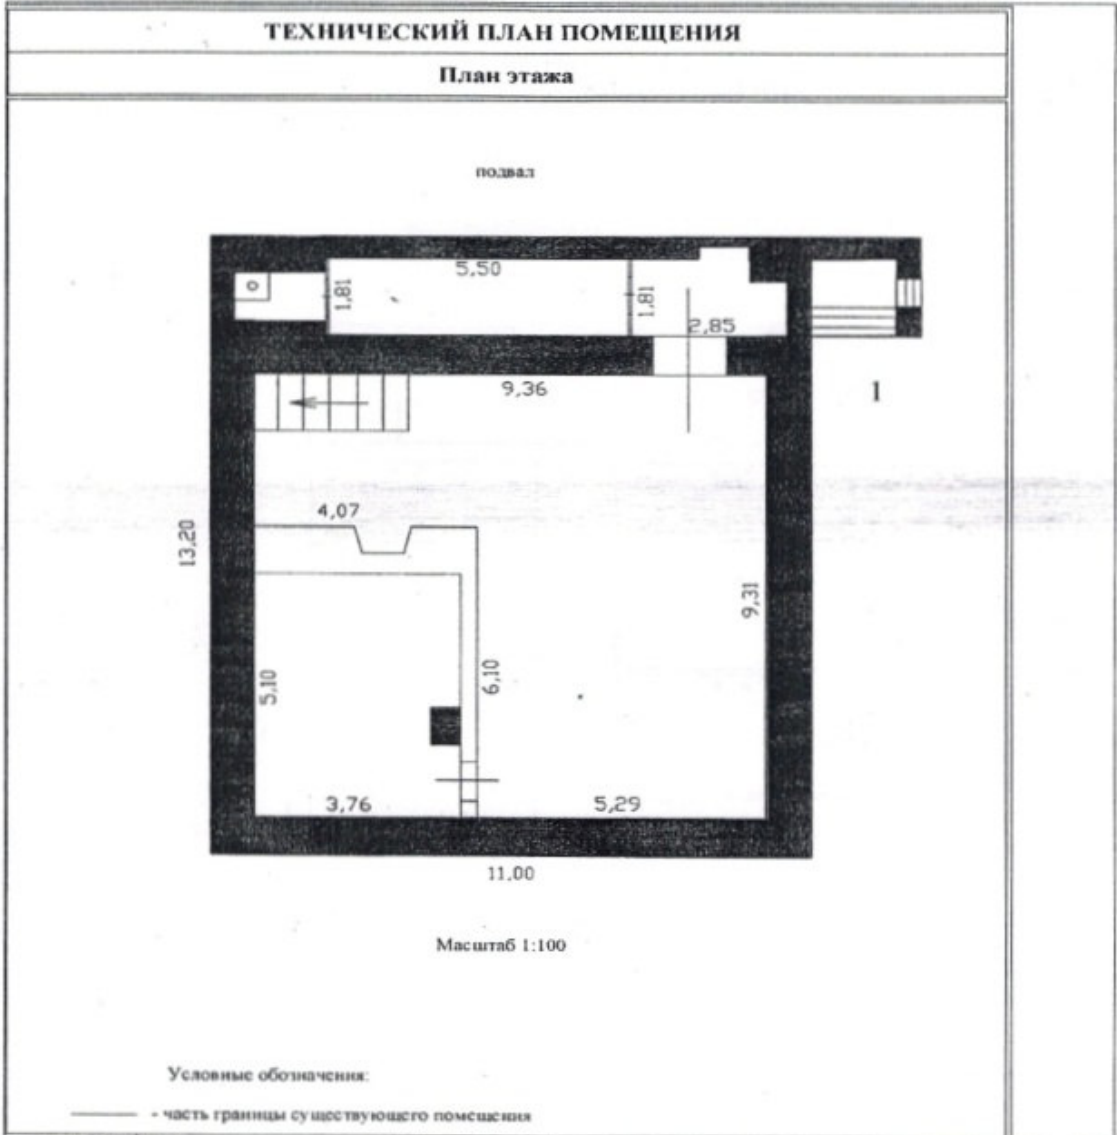 ТЕХНИЧЕСКИЙ ПЛАН ПОМЕЩЕНИЯ
План этажа
подвал
5,50
1,81
1,81
2,85
9,36
1
4,07
13,20
9,31
5,10
6,10
3,76
5,29
11,00
Масштаб 1:100
Условные обозначения:
- часть границы существующего помещения